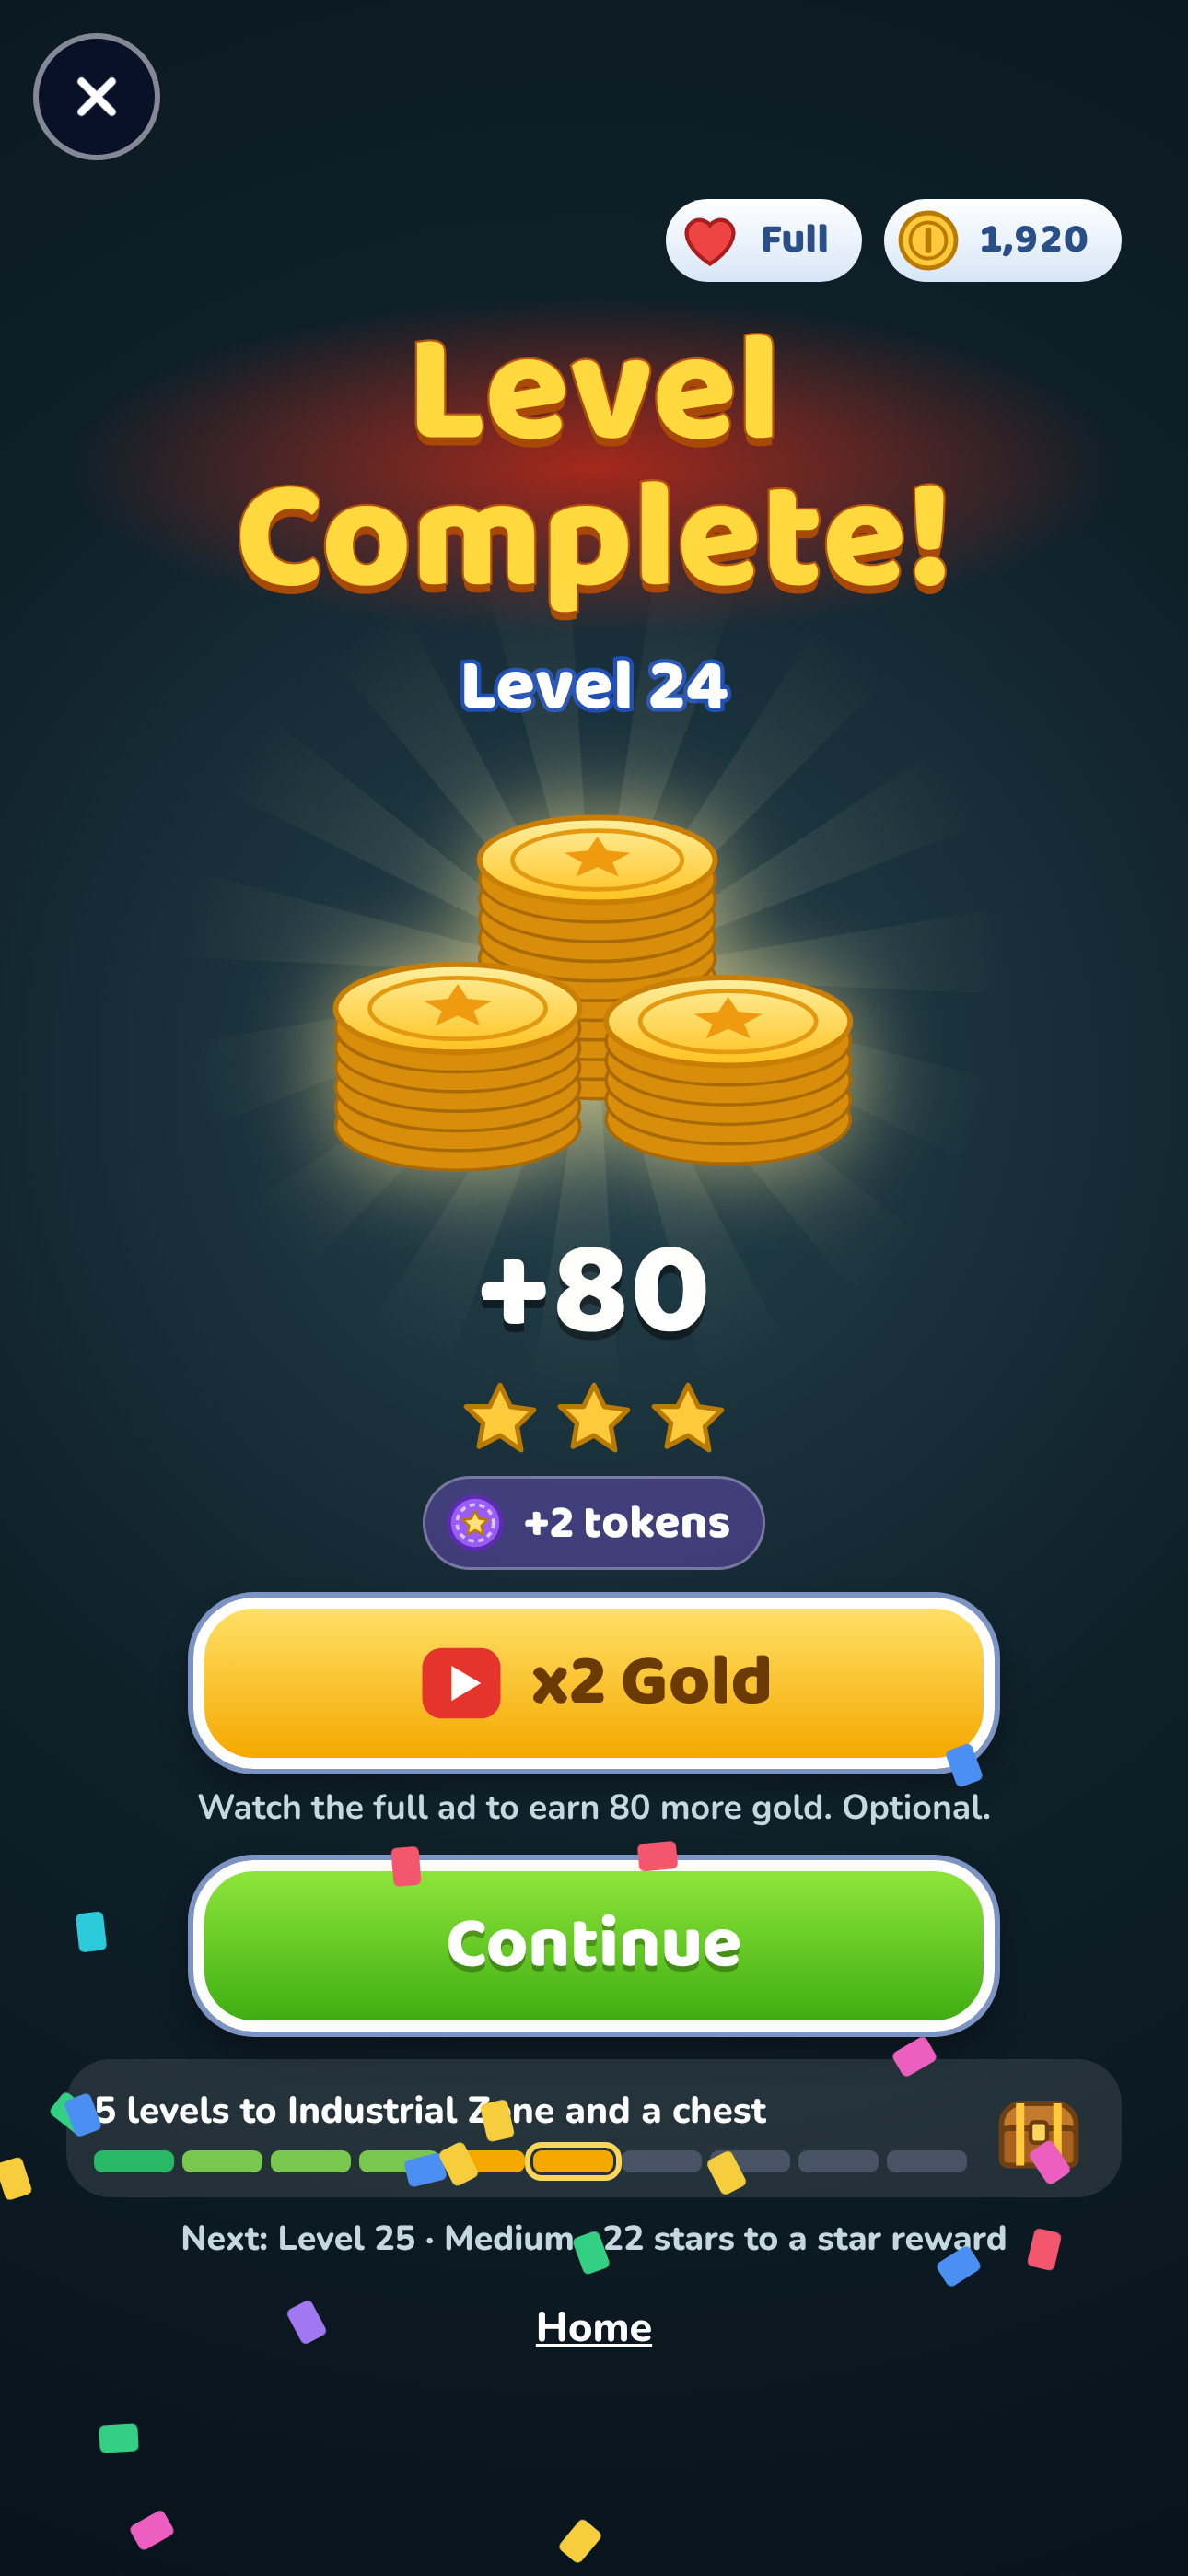 Full
1,920
Level
Complete!
Level 24
+80
+2 tokens
x2 Gold
Watch the full ad to earn 80 more gold. Optional.
Continue
5 levels to Industrial Zone and a chest
Next: Level 25 · Medium · 22 stars to a star reward
Home